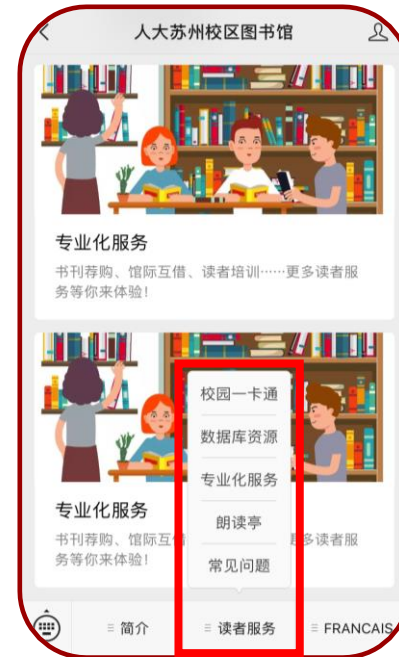 人大苏州校区图书馆
专业化服务
书刊荐购、馆际互借、读者培训……更多读者服
务等你来体验!
校园一卡通
数据库资源
专业化服务
朗读亭
常见问题
专业化服务
书刊荐购、馆际互
更多读者服
务等你来体验!
简介
读者服务
FRANCAIS